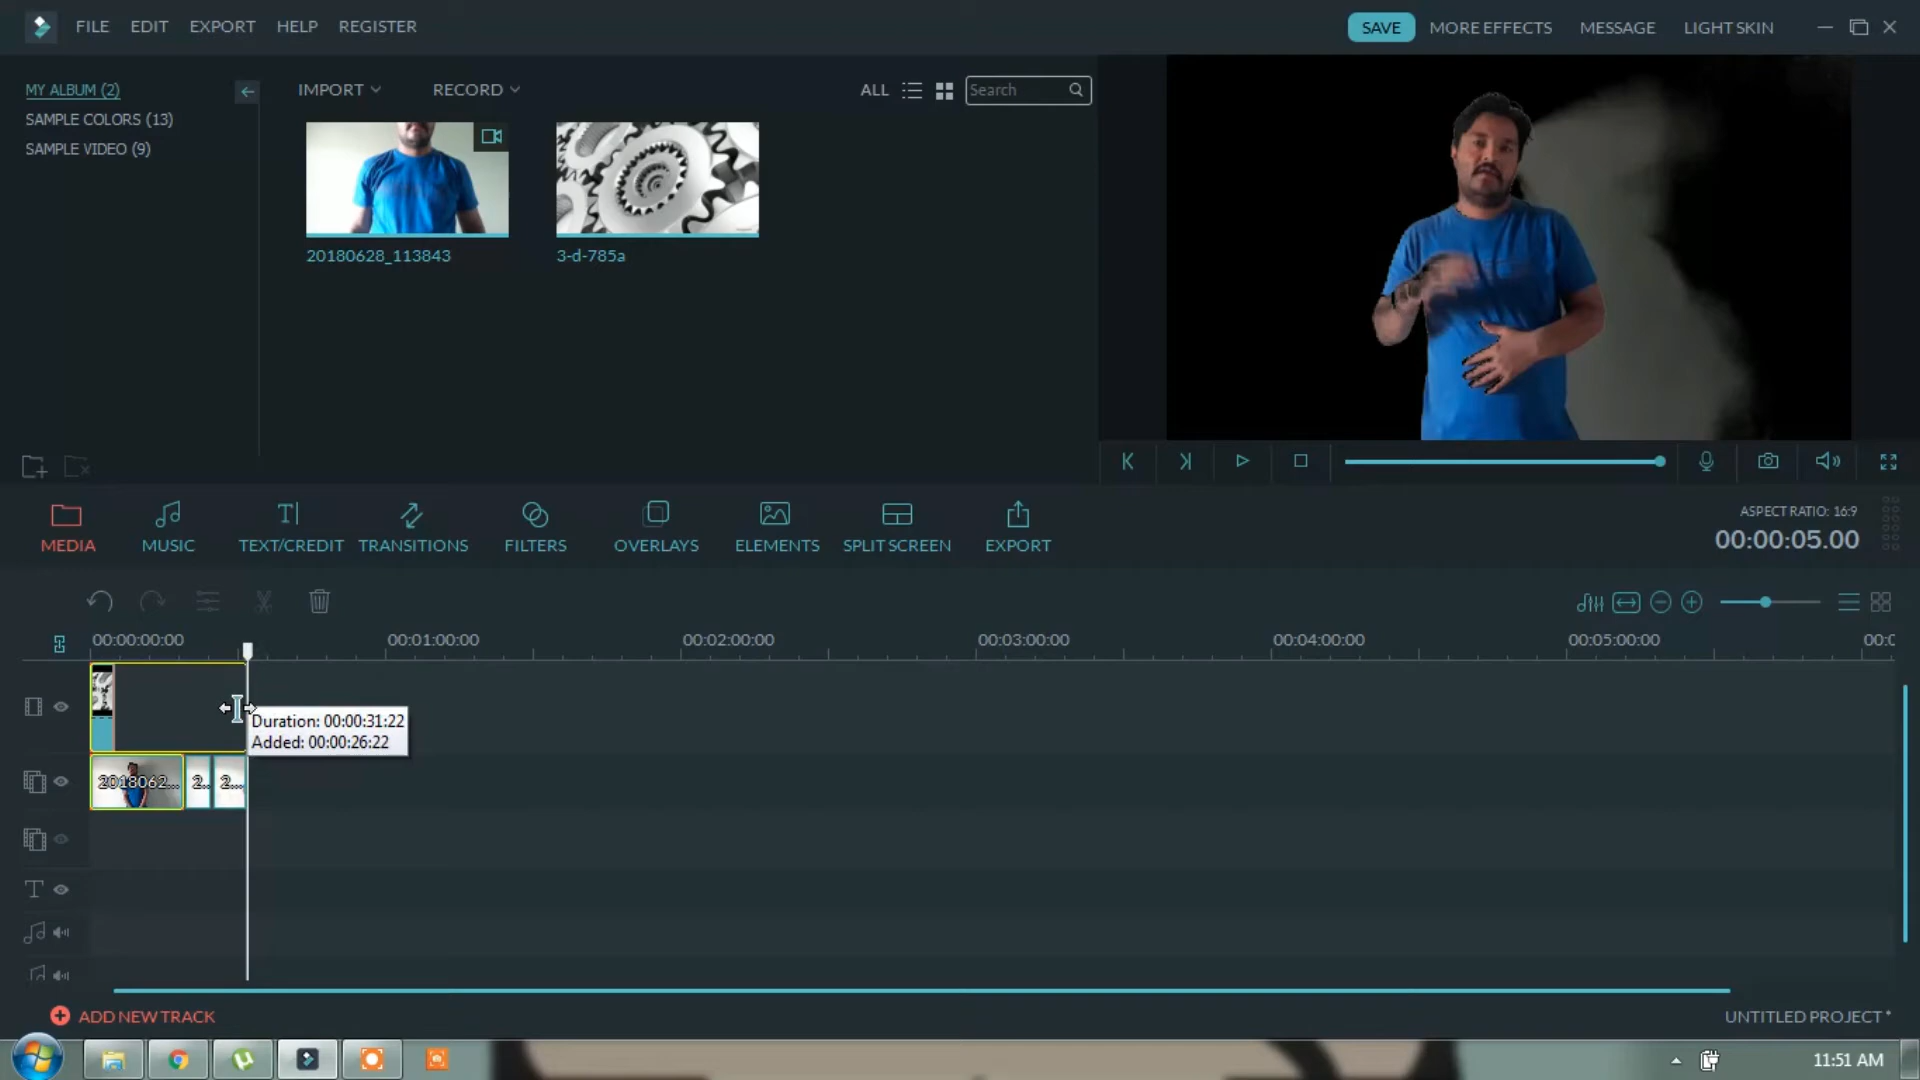 FILE EDIT EXPORT HELP REGISTER
SAVE MORE EFFECTS MESSAGE LIGHT SKIN
MY ALBUM (2)
SAMPLE COLORS (13)
SAMPLE VIDEO (9)
IMPORT RECORD ALL Search
20180628_113843 3-d-785a
MEDIA MUSIC TEXT/CREDIT TRANSITIONS FILTERS OVERLAYS ELEMENTS SPLIT SCREEN EXPORT
ASPECT RATIO: 16:9
00:00:05.00
00:00:00:00 00:01:00:00 00:02:00:00 00:03:00:00 00:04:00:00 00:05:00:00 00:0
Duration: 00:00:31:22
Added: 00:00:26:22
2018062... 2... 2...
ADD NEW TRACK UNTITLED PROJECT *
11:51 AM